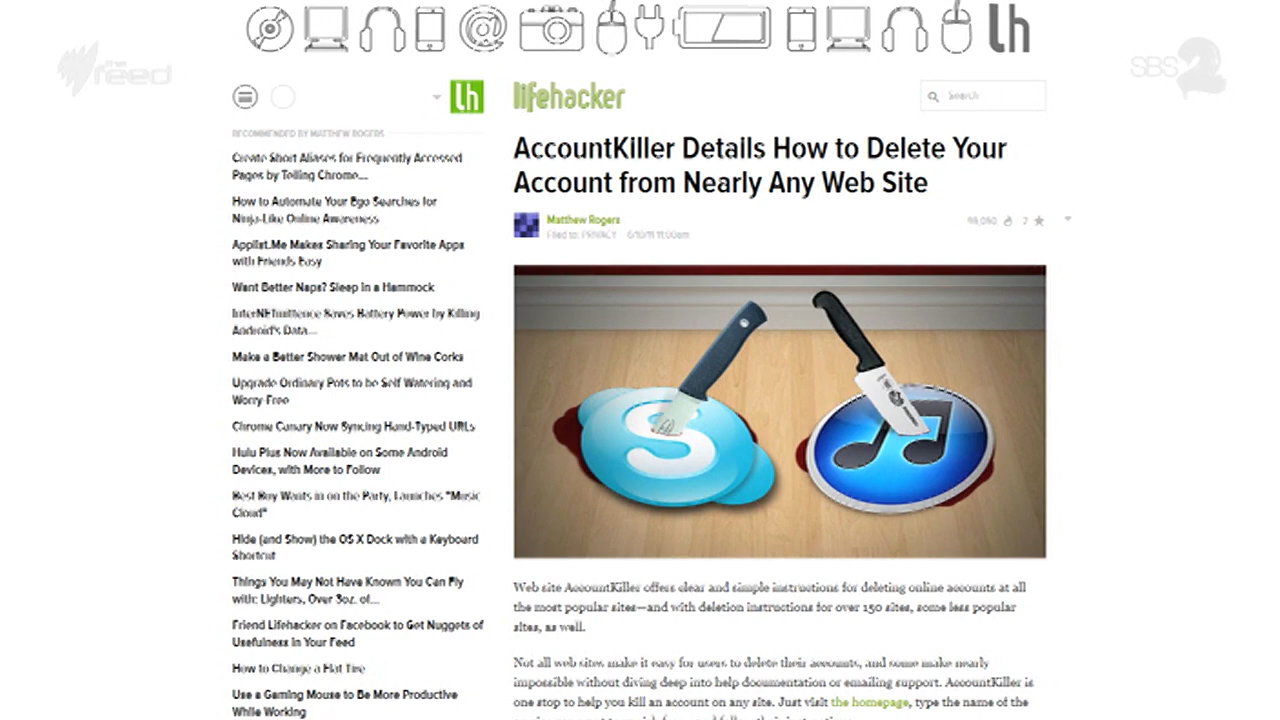 lh
the feed
SBS 2
lh
lifehacker
Search
RECOMMENDED BY MATTHEW ROGERS
Create Short Aliases for Frequently Accessed
Pages by Telling Chrome...
How to Automate Your Ego Searches for
Ninja-Like Online Awareness
Applist.Me Makes Sharing Your Favorite Apps
with Friends Easy
Want Better Naps? Sleep in a Hammock
InterNETmittence Saves Battery Power by Killing
Android's Data...
Make a Better Shower Mat Out of Wine Corks
Upgrade Ordinary Pots to be Self Watering and
Worry-Free
Chrome Canary Now Syncing Hand-Typed URLs
Hulu Plus Now Available on Some Android
Devices, with More to Follow
Best Buy Wants in on the Party, Launches "Music
Cloud"
Hide (and Show) the OS X Dock with a Keyboard
Shortcut
Things You May Not Have Known You Can Fly
with: Lighters, Over 3oz. of...
Friend Lifehacker on Facebook to Get Nuggets of
Usefulness in Your Feed
How to Change a Flat Tire
Use a Gaming Mouse to Be More Productive
While Working
AccountKiller Details How to Delete Your
Account from Nearly Any Web Site
Matthew Rogers
Filed to: PRIVACY 6/10/11 11:00am
7
S
Web site AccountKiller offers clear and simple instructions for deleting online accounts at all
the most popular sites—and with deletion instructions for over 150 sites, some less popular
sites, as well.
Not all web sites make it easy for users to delete their accounts, and some make nearly
impossible without diving deep into help documentation or emailing support. AccountKiller is
one stop to help you kill an account on any site. Just visit the homepage, type the name of the